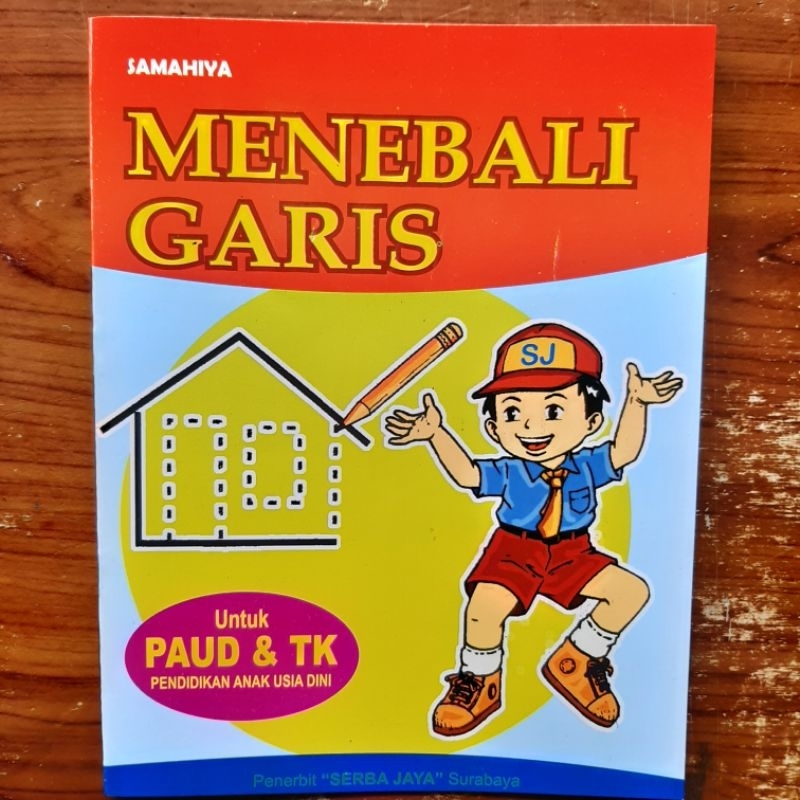 SAMAHIYA
MENEBALI
GARIS
SJ
Untuk
PAUD & TK
PENDIDIKAN ANAK USIA DINI
Penerbit "SERBA JAYA" Surabaya